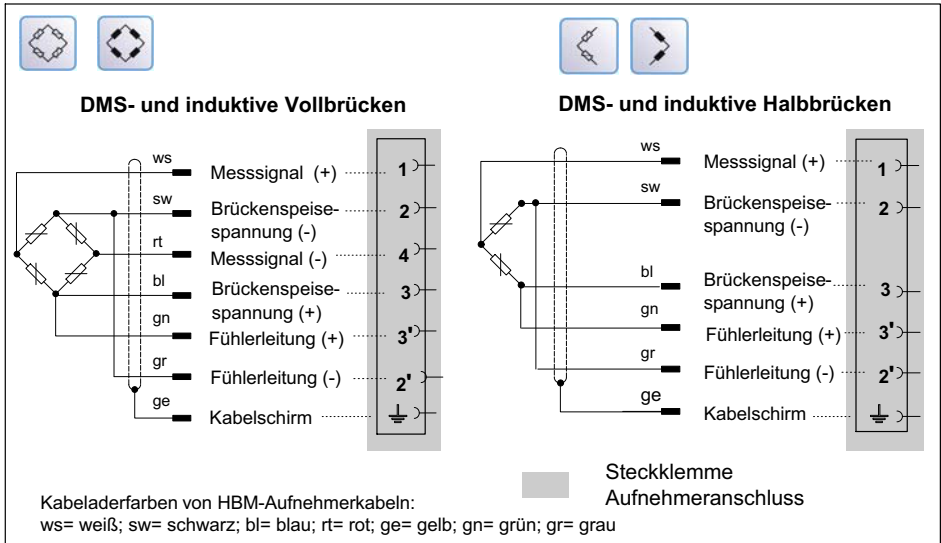 DMS- und induktive Vollbrücken
ws Messsignal (+) 1
sw Brückenspeise-
spannung (-) 2
rt Messsignal (-) 4
bl Brückenspeise-
spannung (+) 3
gn Fühlerleitung (+) 3'
gr Fühlerleitung (-) 2'
ge Kabelschirm
DMS- und induktive Halbbrücken
ws Messsignal (+) 1
sw Brückenspeise-
spannung (-) 2
bl Brückenspeise-
spannung (+) 3
gn Fühlerleitung (+) 3'
gr Fühlerleitung (-) 2'
ge Kabelschirm
Steckklemme
Aufnehmeranschluss
Kabeladerfarben von HBM-Aufnehmerkabeln:
ws= weiß; sw= schwarz; bl= blau; rt= rot; ge= gelb; gn= grün; gr= grau